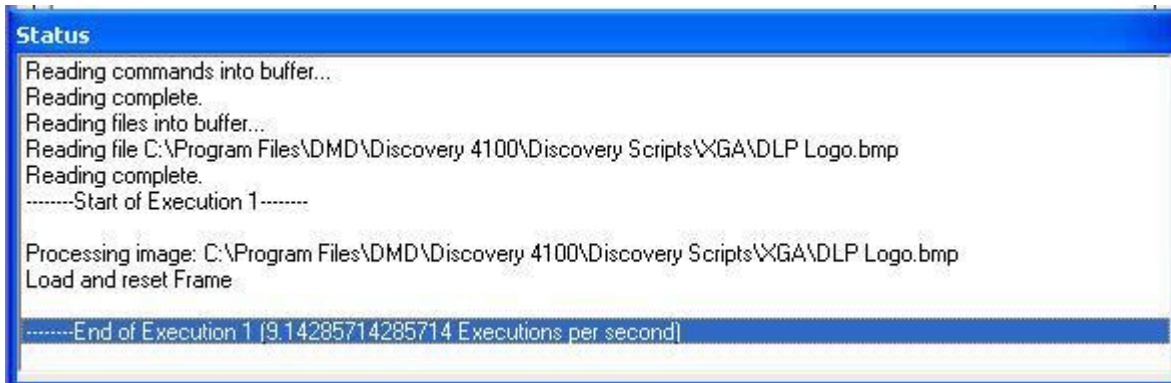 Status
Reading commands into buffer...
Reading complete.
Reading files into buffer...
Reading file C:\Program Files\DMD\Discovery 4100\Discovery Scripts\XGA\DLP Logo.bmp
Reading complete.
--------Start of Execution 1--------
Processing image: C:\Program Files\DMD\Discovery 4100\Discovery Scripts\XGA\DLP Logo.bmp
Load and reset Frame
--------End of Execution 1 (9.14285714285714 Executions per second)